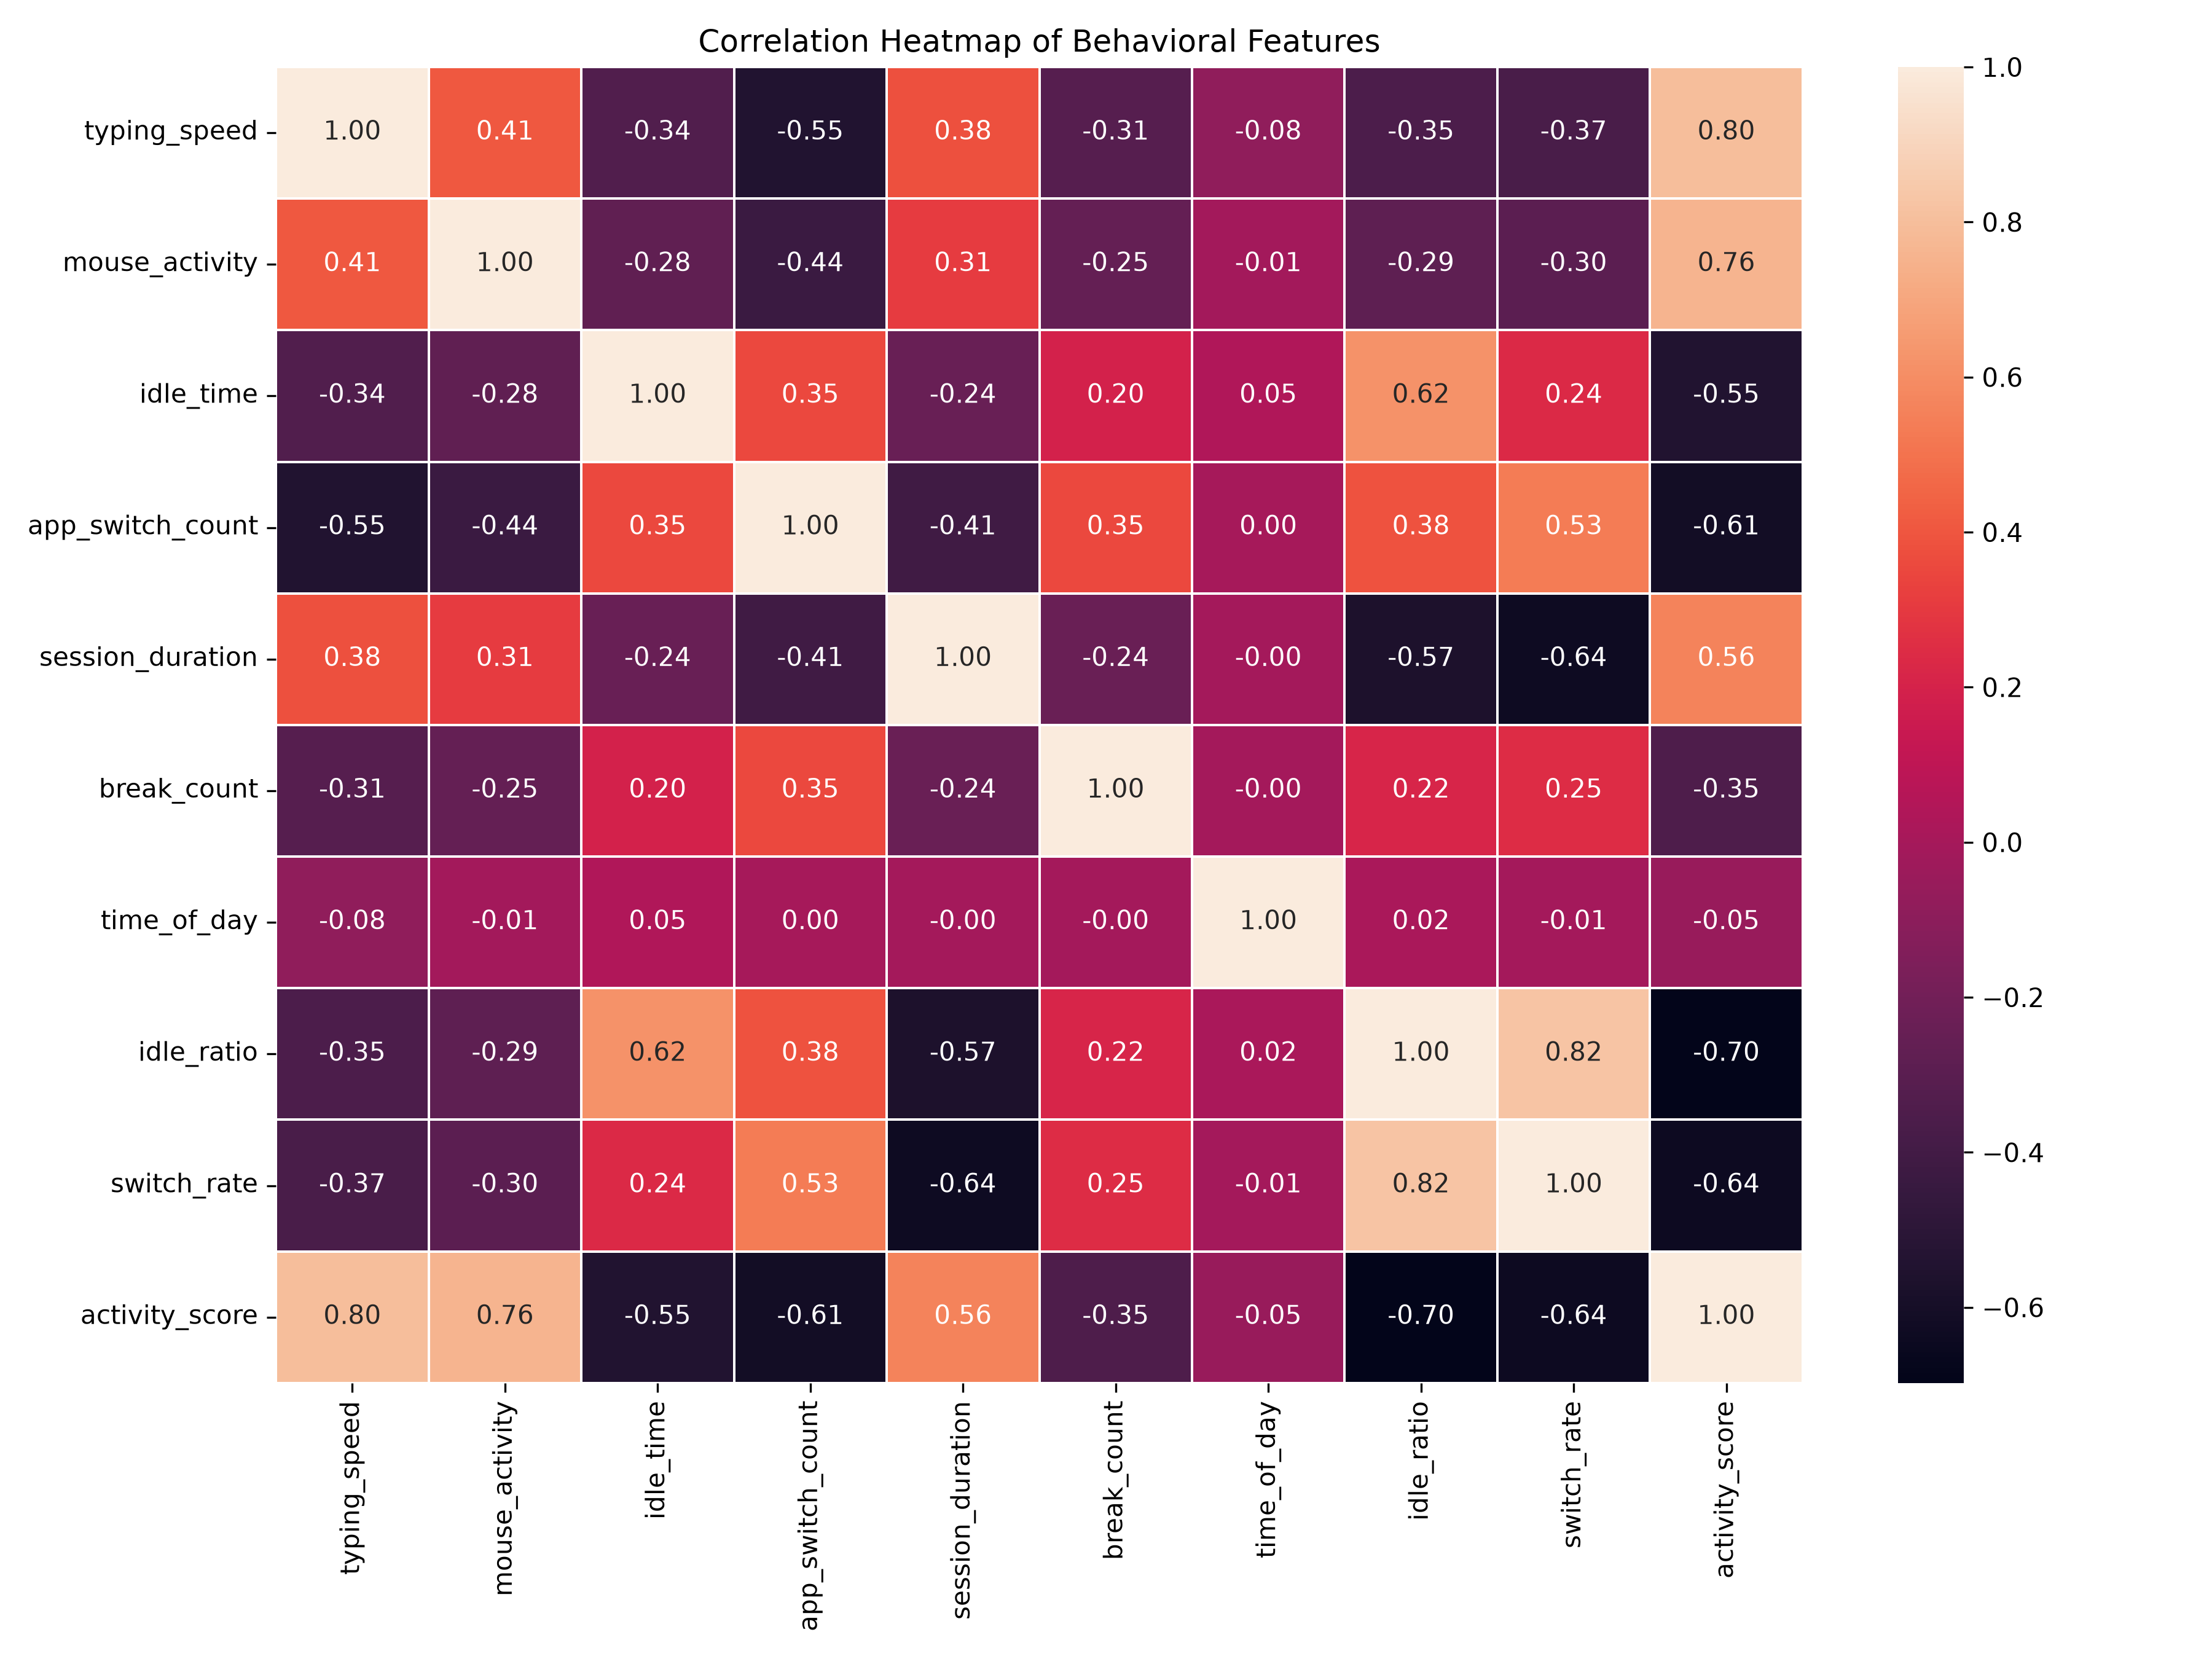 Correlation Heatmap of Behavioral Features
typing_speed 1.00 0.41 -0.34 -0.55 0.38 -0.31 -0.08 -0.35 -0.37 0.80
mouse_activity 0.41 1.00 -0.28 -0.44 0.31 -0.25 -0.01 -0.29 -0.30 0.76
idle_time -0.34 -0.28 1.00 0.35 -0.24 0.20 0.05 0.62 0.24 -0.55
app_switch_count -0.55 -0.44 0.35 1.00 -0.41 0.35 0.00 0.38 0.53 -0.61
session_duration 0.38 0.31 -0.24 -0.41 1.00 -0.24 -0.00 -0.57 -0.64 0.56
break_count -0.31 -0.25 0.20 0.35 -0.24 1.00 -0.00 0.22 0.25 -0.35
time_of_day -0.08 -0.01 0.05 0.00 -0.00 -0.00 1.00 0.02 -0.01 -0.05
idle_ratio -0.35 -0.29 0.62 0.38 -0.57 0.22 0.02 1.00 0.82 -0.70
switch_rate -0.37 -0.30 0.24 0.53 -0.64 0.25 -0.01 0.82 1.00 -0.64
activity_score 0.80 0.76 -0.55 -0.61 0.56 -0.35 -0.05 -0.70 -0.64 1.00
typing_speed
mouse_activity
idle_time
app_switch_count
session_duration
break_count
time_of_day
idle_ratio
switch_rate
activity_score
1.0
0.8
0.6
0.4
0.2
0.0
−0.2
−0.4
−0.6